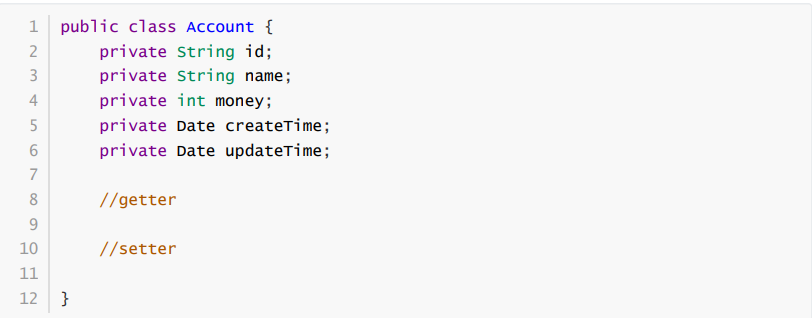 1 public class Account {
2 private String id;
3 private String name;
4 private int money;
5 private Date createTime;
6 private Date updateTime;
7
8 //getter
9
10 //setter
11
12 }